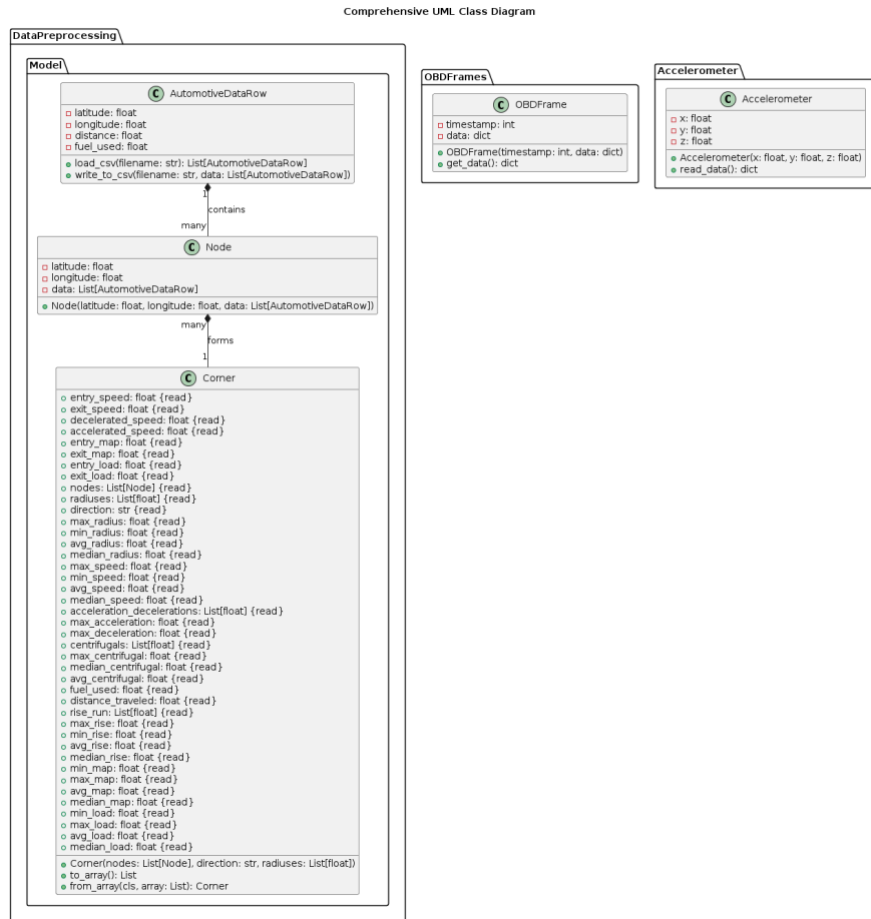 Comprehensive UML Class Diagram
DataPreprocessing
Model
C AutomotiveDataRow
latitude: float
longitude: float
distance: float
fuel_used: float
load_csv(filename: str): List[AutomotiveDataRow]
write_to_csv(filename: str, data: List[AutomotiveDataRow])
1
contains
many
C Node
latitude: float
longitude: float
data: List[AutomotiveDataRow]
Node(latitude: float, longitude: float, data: List[AutomotiveDataRow])
many
forms
1
C Corner
entry_speed: float {read}
exit_speed: float {read}
decelerated_speed: float {read}
accelerated_speed: float {read}
entry_map: float {read}
exit_map: float {read}
entry_load: float {read}
exit_load: float {read}
nodes: List[Node] {read}
radiuses: List[float] {read}
direction: str {read}
max_radius: float {read}
min_radius: float {read}
avg_radius: float {read}
median_radius: float {read}
max_speed: float {read}
min_speed: float {read}
avg_speed: float {read}
median_speed: float {read}
acceleration_decelerations: List[float] {read}
max_acceleration: float {read}
max_deceleration: float {read}
centrifugals: List[float] {read}
max_centrifugal: float {read}
median_centrifugal: float {read}
avg_centrifugal: float {read}
fuel_used: float {read}
distance_traveled: float {read}
rise_run: List[float] {read}
max_rise: float {read}
min_rise: float {read}
avg_rise: float {read}
median_rise: float {read}
min_map: float {read}
max_map: float {read}
avg_map: float {read}
median_map: float {read}
min_load: float {read}
max_load: float {read}
avg_load: float {read}
median_load: float {read}
Corner(nodes: List[Node], direction: str, radiuses: List[float])
to_array(): List
from_array(cls, array: List): Corner
OBDFrames
C OBDFrame
timestamp: int
data: dict
OBDFrame(timestamp: int, data: dict)
get_data(): dict
Accelerometer
C Accelerometer
x: float
y: float
z: float
Accelerometer(x: float, y: float, z: float)
read_data(): dict